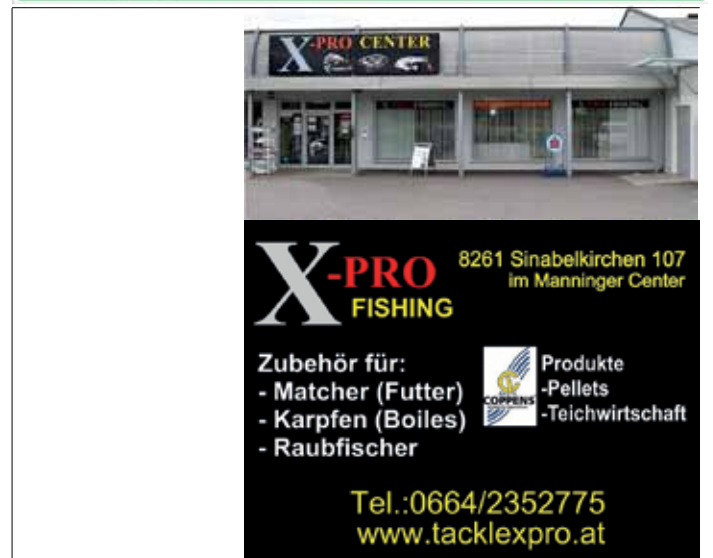 X-PRO CENTER
X-PRO
FISHING
8261 Sinabelkirchen 107
im Manninger Center
Zubehör für:
- Matcher (Futter)
- Karpfen (Boiles)
- Raubfischer
COPPENS
Produkte
-Pellets
-Teichwirtschaft
Tel.:0664/2352775
www.tacklexpro.at